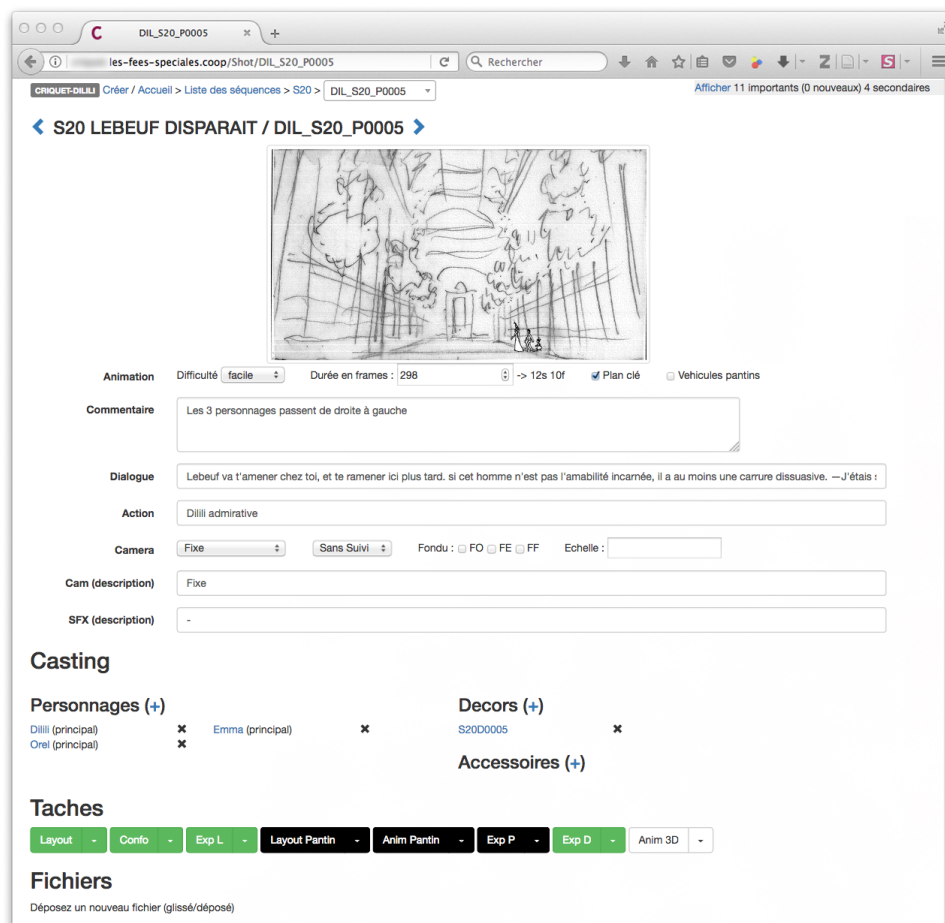 DIL_S20_P0005
les-fees-speciales.coop/Shot/DIL_S20_P0005
Rechercher
CRIQUET-DILILI Créer / Accueil > Liste des séquences > S20 > DIL_S20_P0005
Afficher 11 importants (0 nouveaux) 4 secondaires
S20 LEBEUF DISPARAIT / DIL_S20_P0005
Animation Difficulté facile Durée en frames : 298 -> 12s 10f Plan clé Vehicules pantins
Commentaire Les 3 personnages passent de droite à gauche
Dialogue Lebeuf va t'amener chez toi, et te ramener ici plus tard. si cet homme n'est pas l'amabilité incarnée, il a au moins une carrure dissuasive. —J'étais
Action Dilili admirative
Camera Fixe Sans Suivi Fondu : FO FE FF Echelle :
Cam (description) Fixe
SFX (description) -
Casting
Personnages (+)
Dilili (principal) Emma (principal)
Orel (principal)
Decors (+)
S20D0005
Accessoires (+)
Taches
Layout Confo Exp L Layout Pantin Anim Pantin Exp P Exp D Anim 3D
Fichiers
Déposez un nouveau fichier (glissé/déposé)